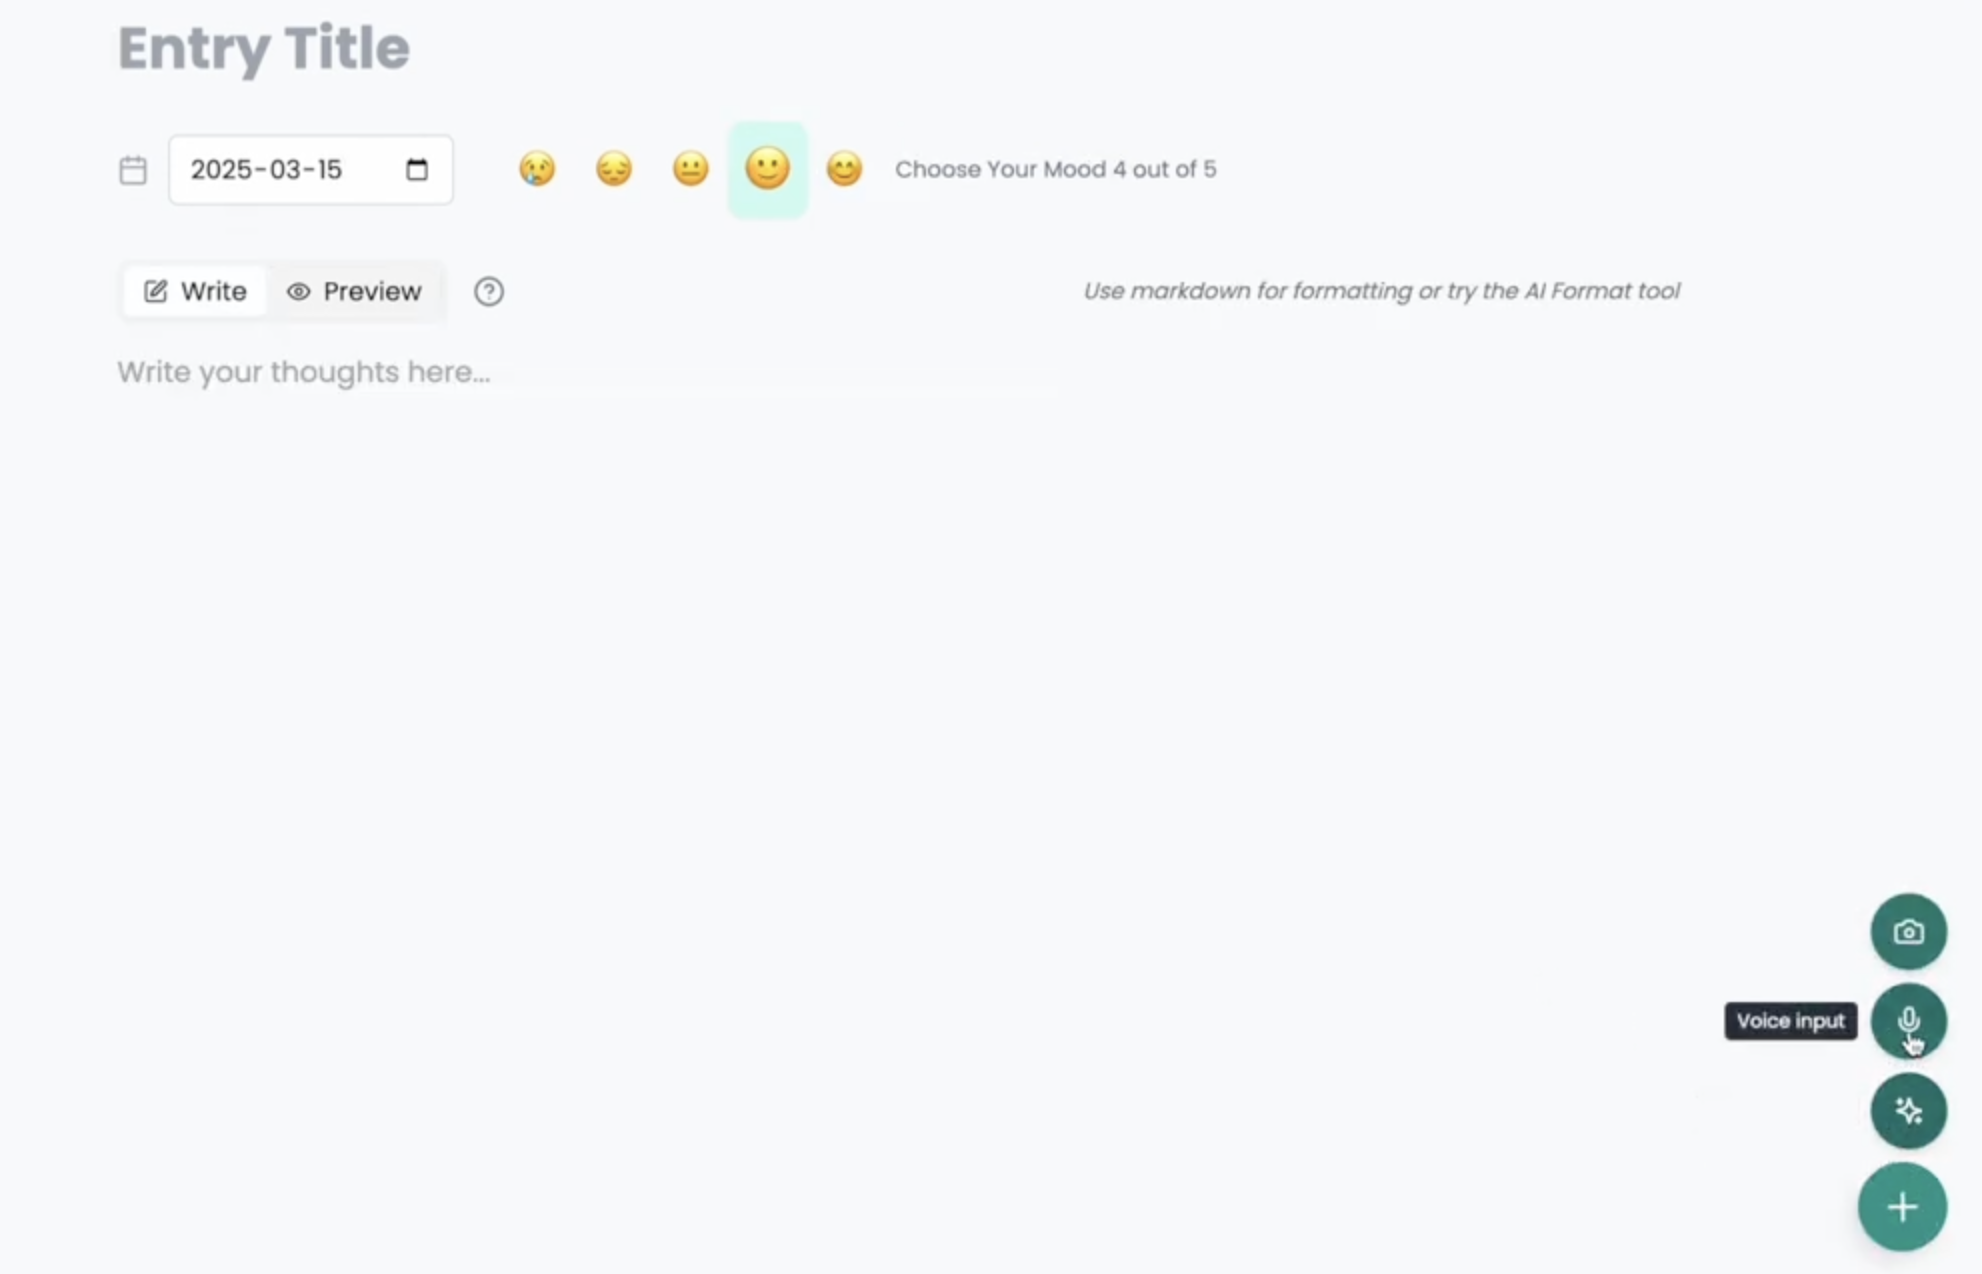 Entry Title
2025-03-15
Choose Your Mood 4 out of 5
Write
Preview
Use markdown for formatting or try the AI Format tool
Write your thoughts here...
Voice input